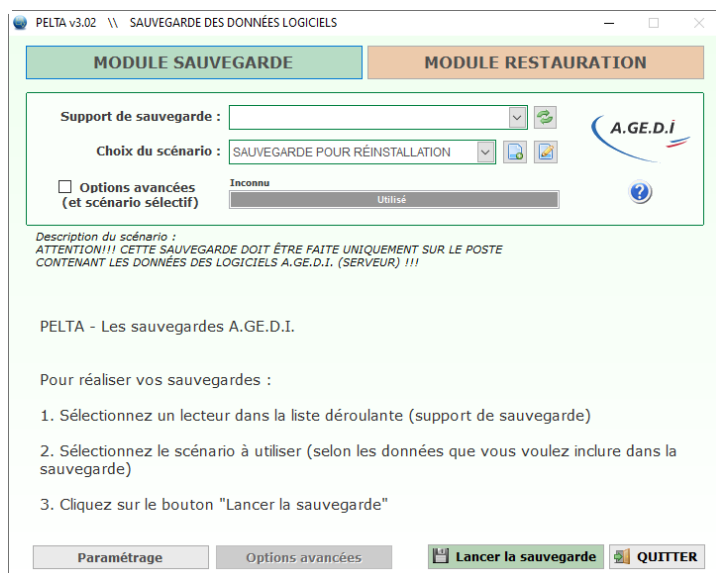 PELTA v3.02 \\ SAUVEGARDE DES DONNÉES LOGICIELS
MODULE SAUVEGARDE
MODULE RESTAURATION
Support de sauvegarde :
A.GE.D.İ
Choix du scénario : SAUVEGARDE POUR RÉINSTALLATION
Options avancées
(et scénario sélectif)
Inconnu
Utilisé
?
Description du scénario :
ATTENTION!!! CETTE SAUVEGARDE DOIT ÊTRE FAITE UNIQUEMENT SUR LE POSTE
CONTENANT LES DONNÉES DES LOGICIELS A.GE.D.I. (SERVEUR) !!!
PELTA - Les sauvegardes A.GE.D.I.
Pour réaliser vos sauvegardes :
1. Sélectionnez un lecteur dans la liste déroulante (support de sauvegarde)
2. Sélectionnez le scénario à utiliser (selon les données que vous voulez inclure dans la
sauvegarde)
3. Cliquez sur le bouton "Lancer la sauvegarde"
Paramétrage
Options avancées
Lancer la sauvegarde
QUITTER